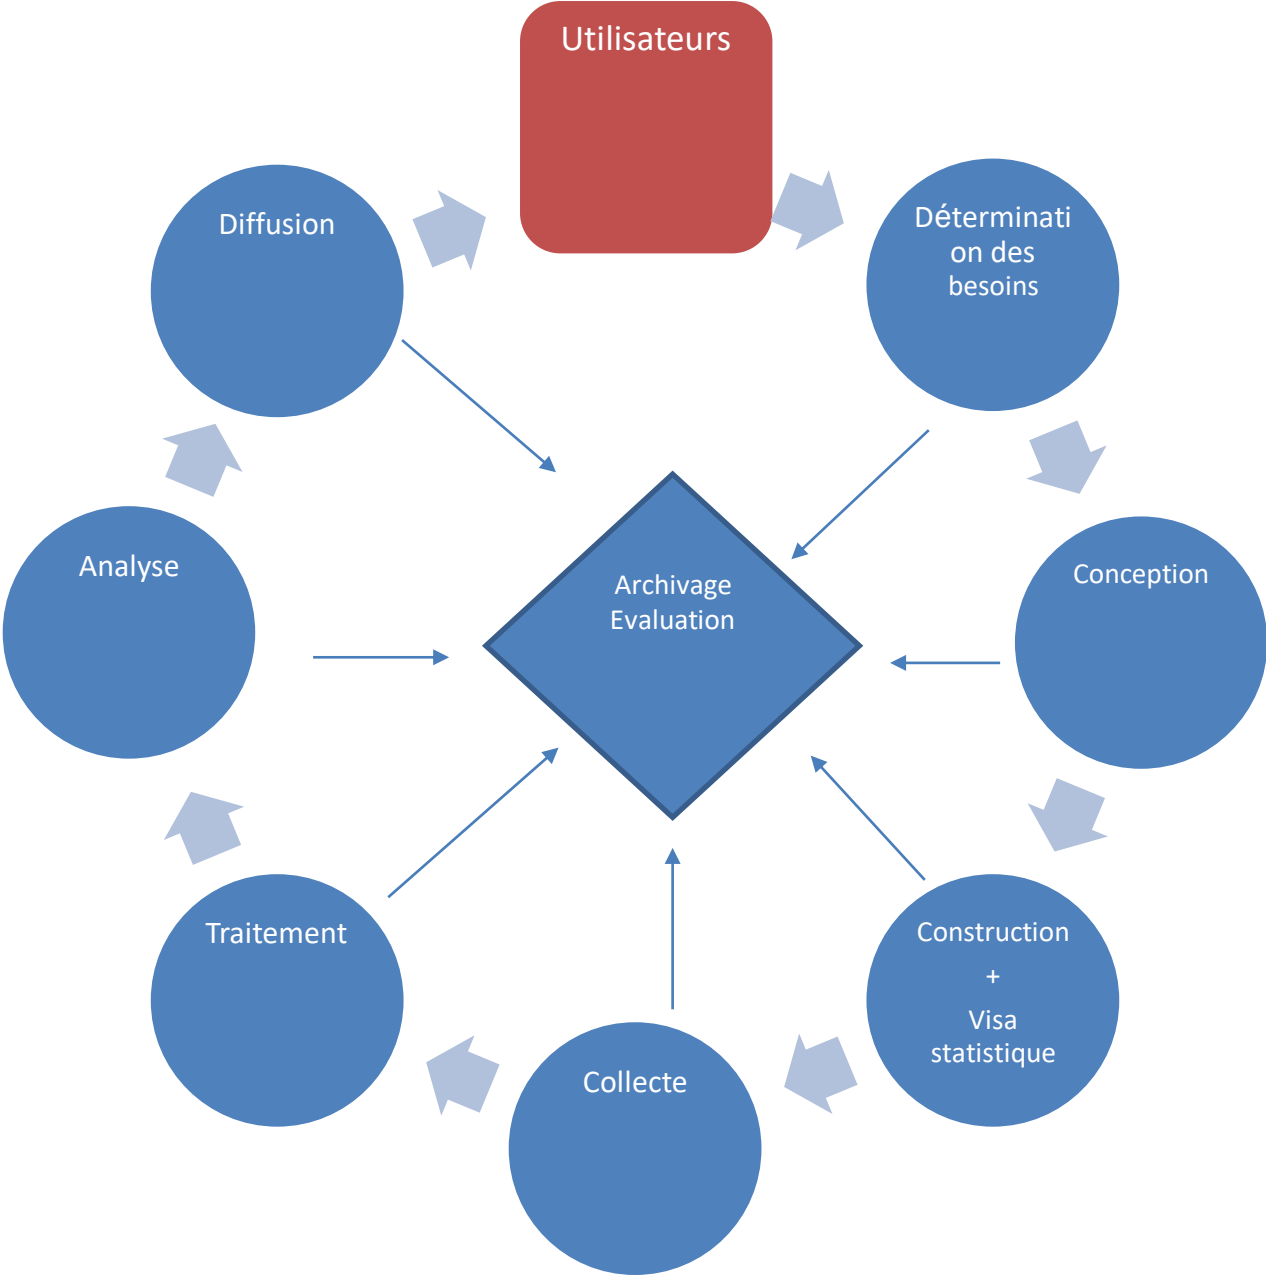 Utilisateurs
Déterminati
on des
besoins
Conception
Construction
+
Visa
statistique
Collecte
Traitement
Analyse
Diffusion
Archivage
Evaluation